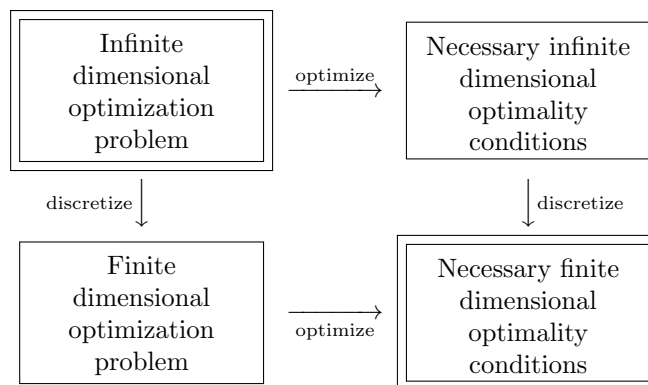 Infinite
dimensional
optimization
problem
optimize
Necessary infinite
dimensional
optimality
conditions
discretize
discretize
Finite
dimensional
optimization
problem
optimize
Necessary finite
dimensional
optimality
conditions